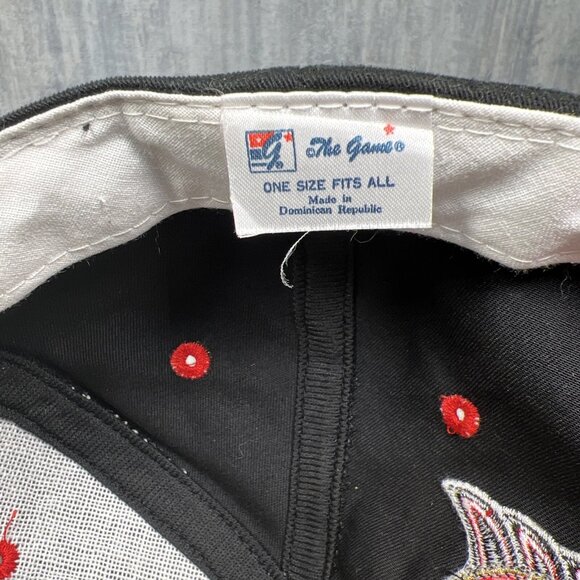 G ©The Game®
ONE SIZE FITS ALL
Made in
Dominican Republic